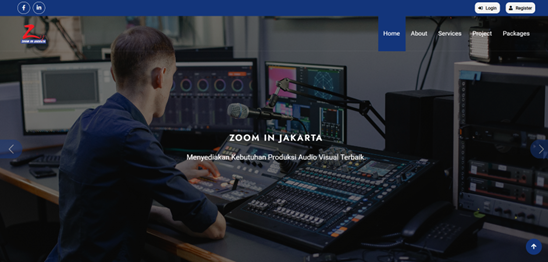 Login
Register
Z
ZOOM IN JAKARTA
Home
About
Services
Project
Packages
ZOOM IN JAKARTA
Menyediakan Kebutuhan Produksi Audio Visual Terbaik